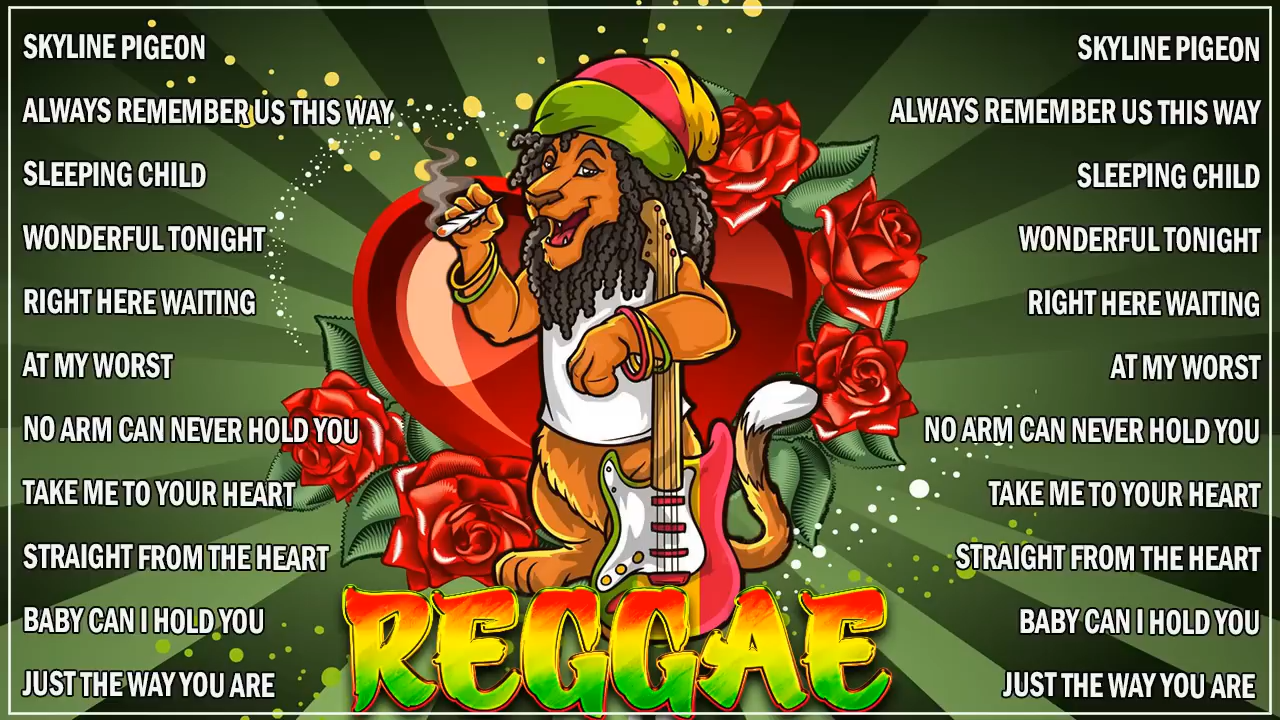 SKYLINE PIGEON
ALWAYS REMEMBER US THIS WAY
SLEEPING CHILD
WONDERFUL TONIGHT
RIGHT HERE WAITING
AT MY WORST
NO ARM CAN NEVER HOLD YOU
TAKE ME TO YOUR HEART
STRAIGHT FROM THE HEART
BABY CAN I HOLD YOU
JUST THE WAY YOU ARE
SKYLINE PIGEON
ALWAYS REMEMBER US THIS WAY
SLEEPING CHILD
WONDERFUL TONIGHT
RIGHT HERE WAITING
AT MY WORST
NO ARM CAN NEVER HOLD YOU
TAKE ME TO YOUR HEART
STRAIGHT FROM THE HEART
BABY CAN I HOLD YOU
JUST THE WAY YOU ARE
REGGAE